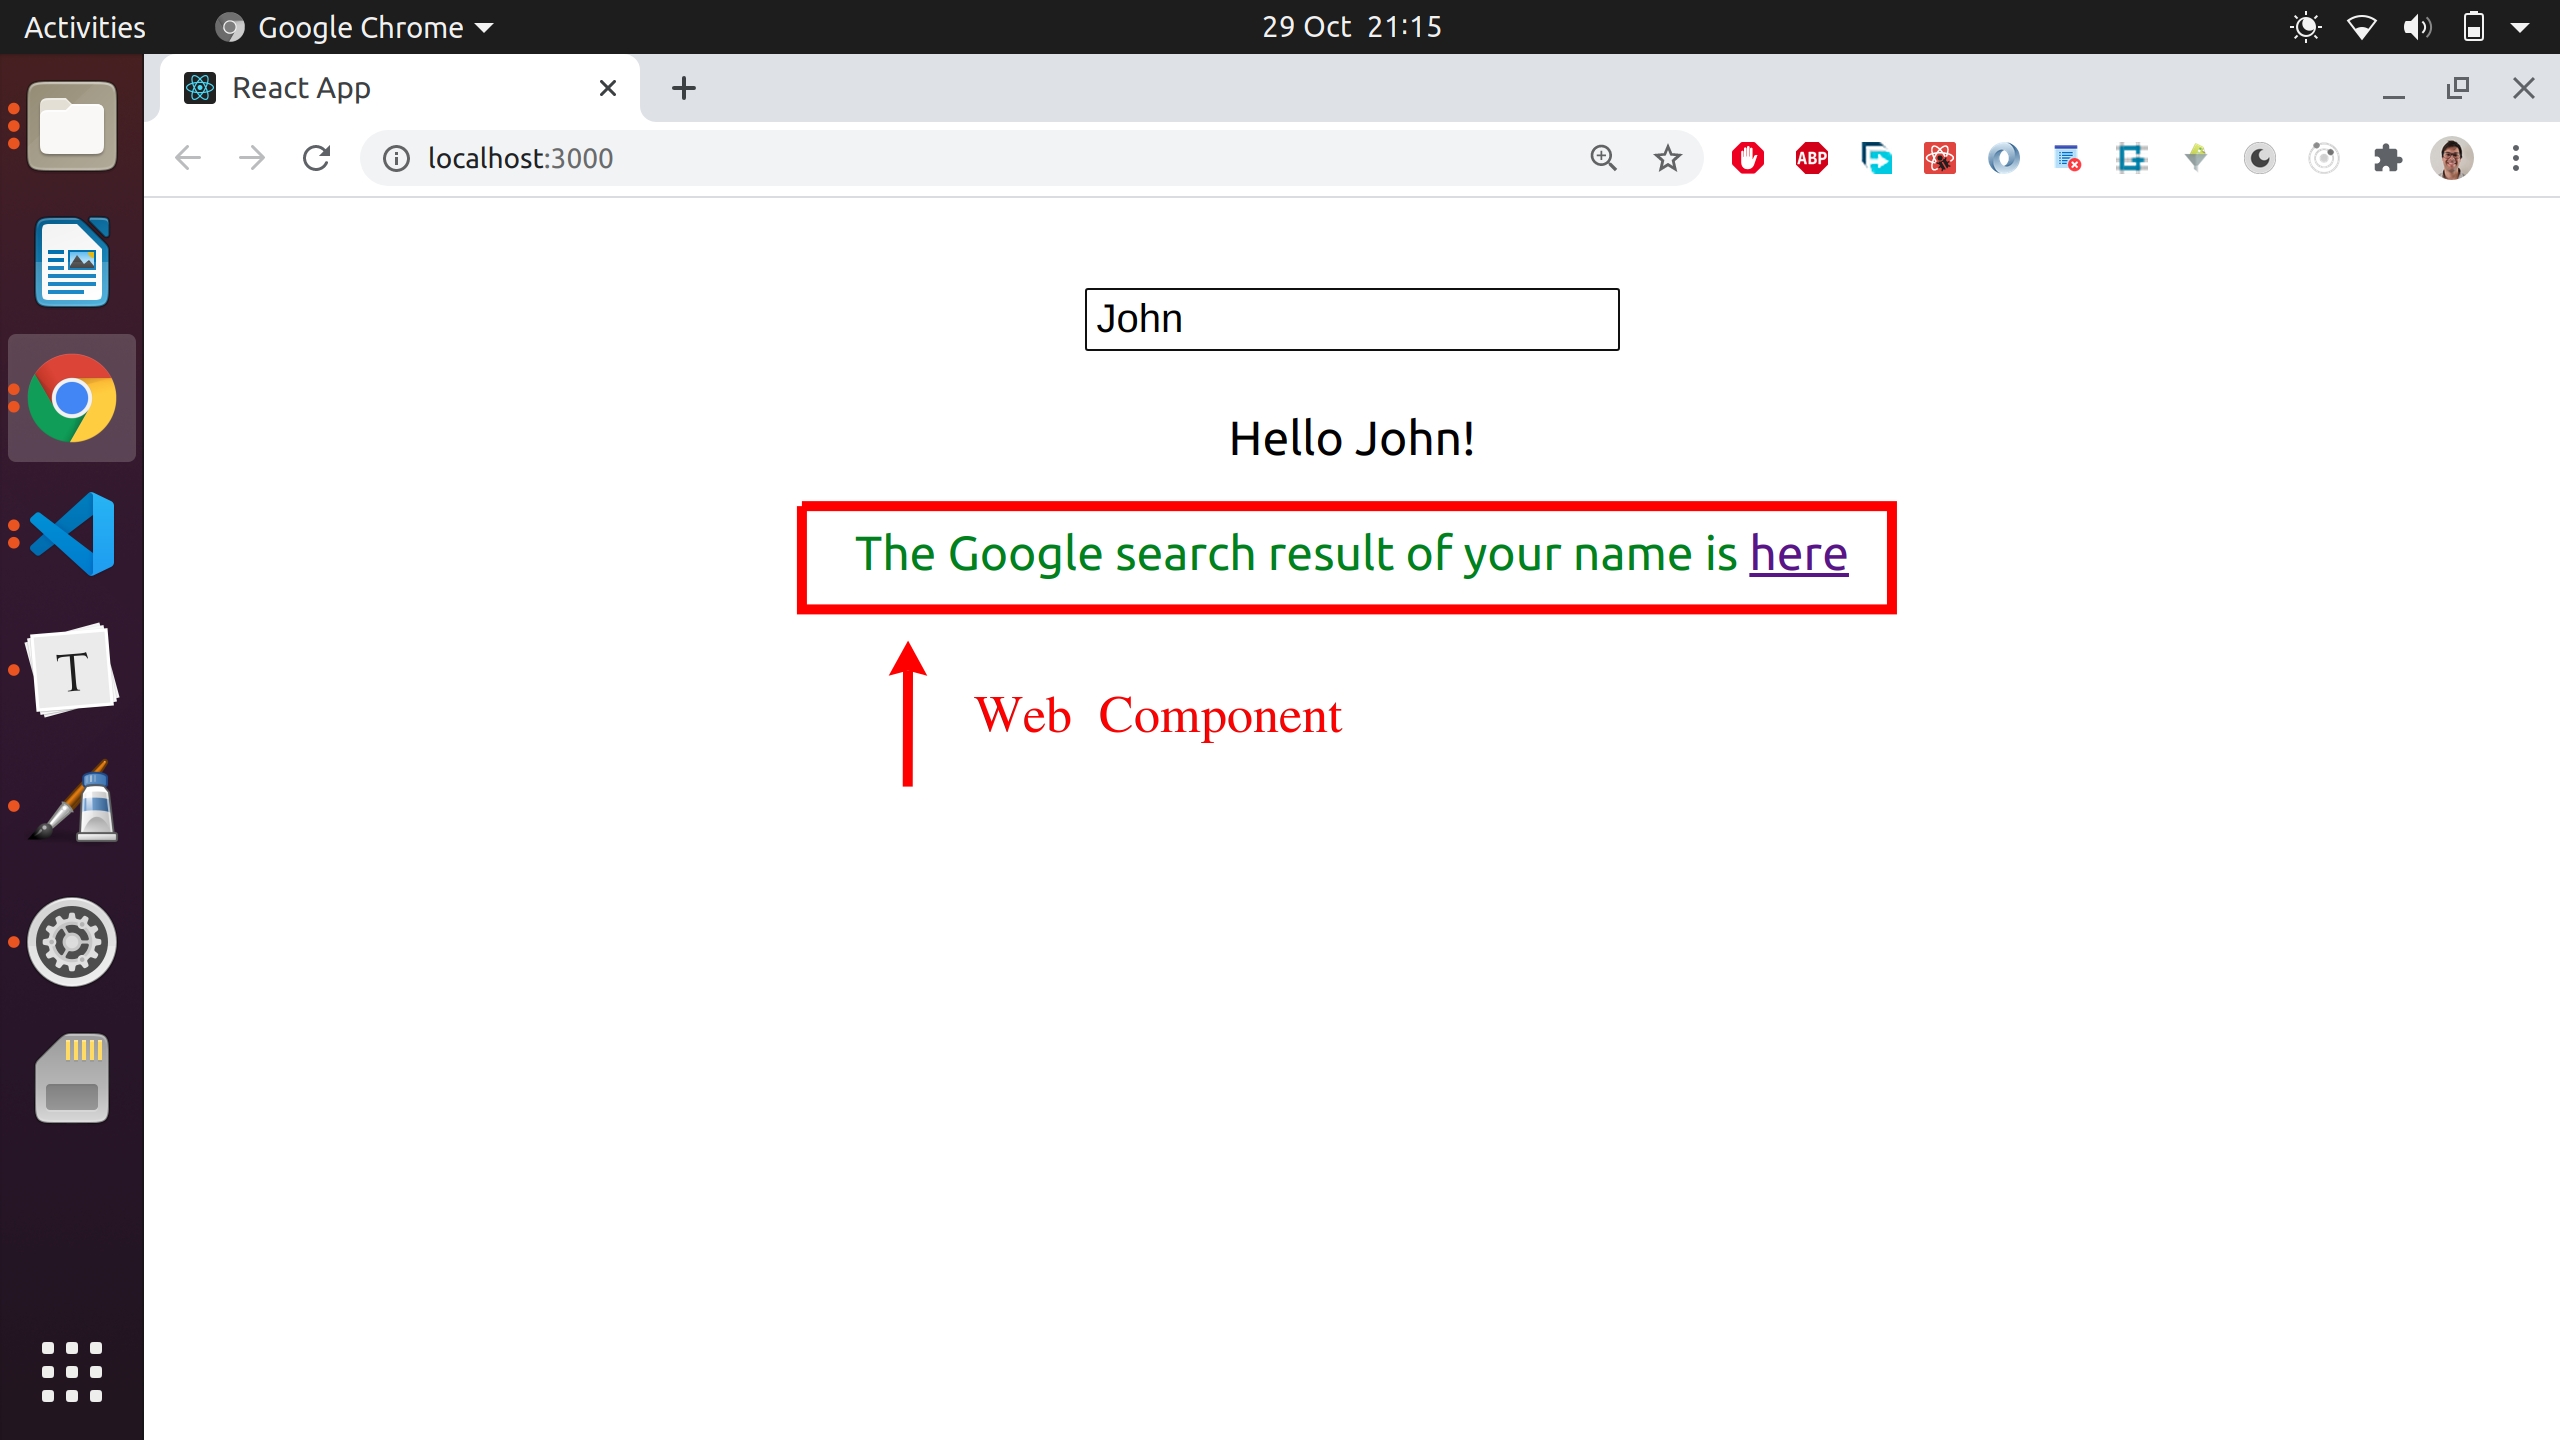 Activities Google Chrome 29 Oct 21:15
React App
localhost:3000
ABP
John
Hello John!
The Google search result of your name is here
Web Component
T